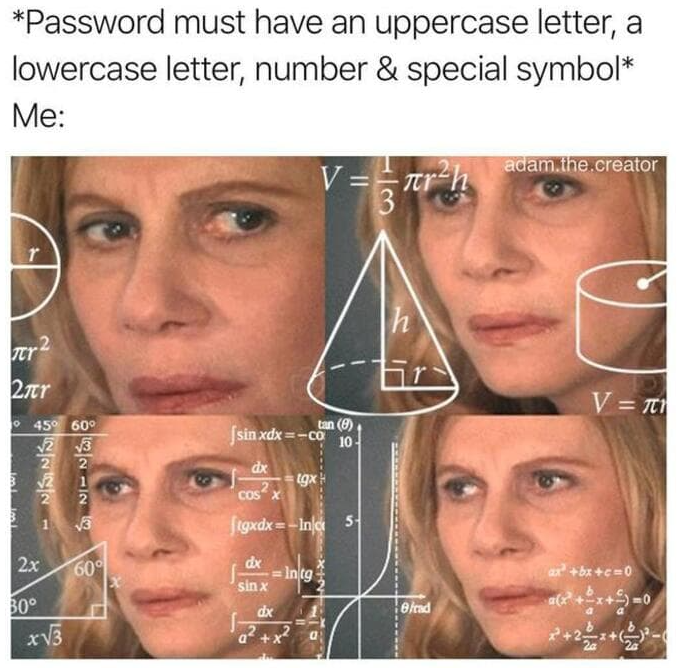 *Password must have an uppercase letter, a
lowercase letter, number & special symbol*
Me:
adam.the.creator
V = 1/3 πr²h
r
h
r
πr²
2πr
V = π
45° 60°
√2/2 √3/2
√2/2 1/2
1 √3
2x 60° x
30°
x√3
∫sin xdx = -co
∫dx/cos² x = tgx
∫tgxdx = -ln
∫dx/sin x = ln tg x/2
∫dx/a² + x² = 1/a
tan (θ)
10
5
θ/rad
ax² + bx + c = 0
a(x² + b/a x + c/a) = 0
x² + 2 b/2a x + (b/2a)² -